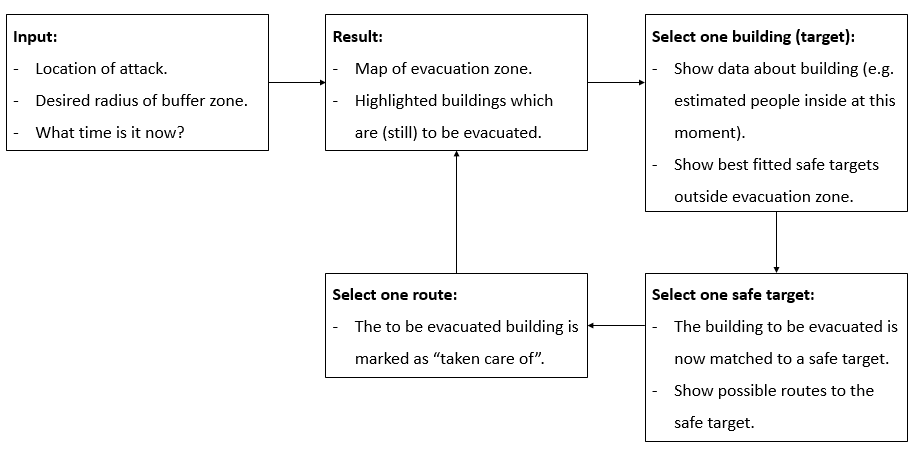 Input:
- Location of attack.
- Desired radius of buffer zone.
- What time is it now?
Result:
- Map of evacuation zone.
- Highlighted buildings which
are (still) to be evacuated.
Select one building (target):
- Show data about building (e.g.
estimated people inside at this
moment).
- Show best fitted safe targets
outside evacuation zone.
Select one safe target:
- The building to be evacuated is
now matched to a safe target.
- Show possible routes to the
safe target.
Select one route:
- The to be evacuated building is
marked as “taken care of”.